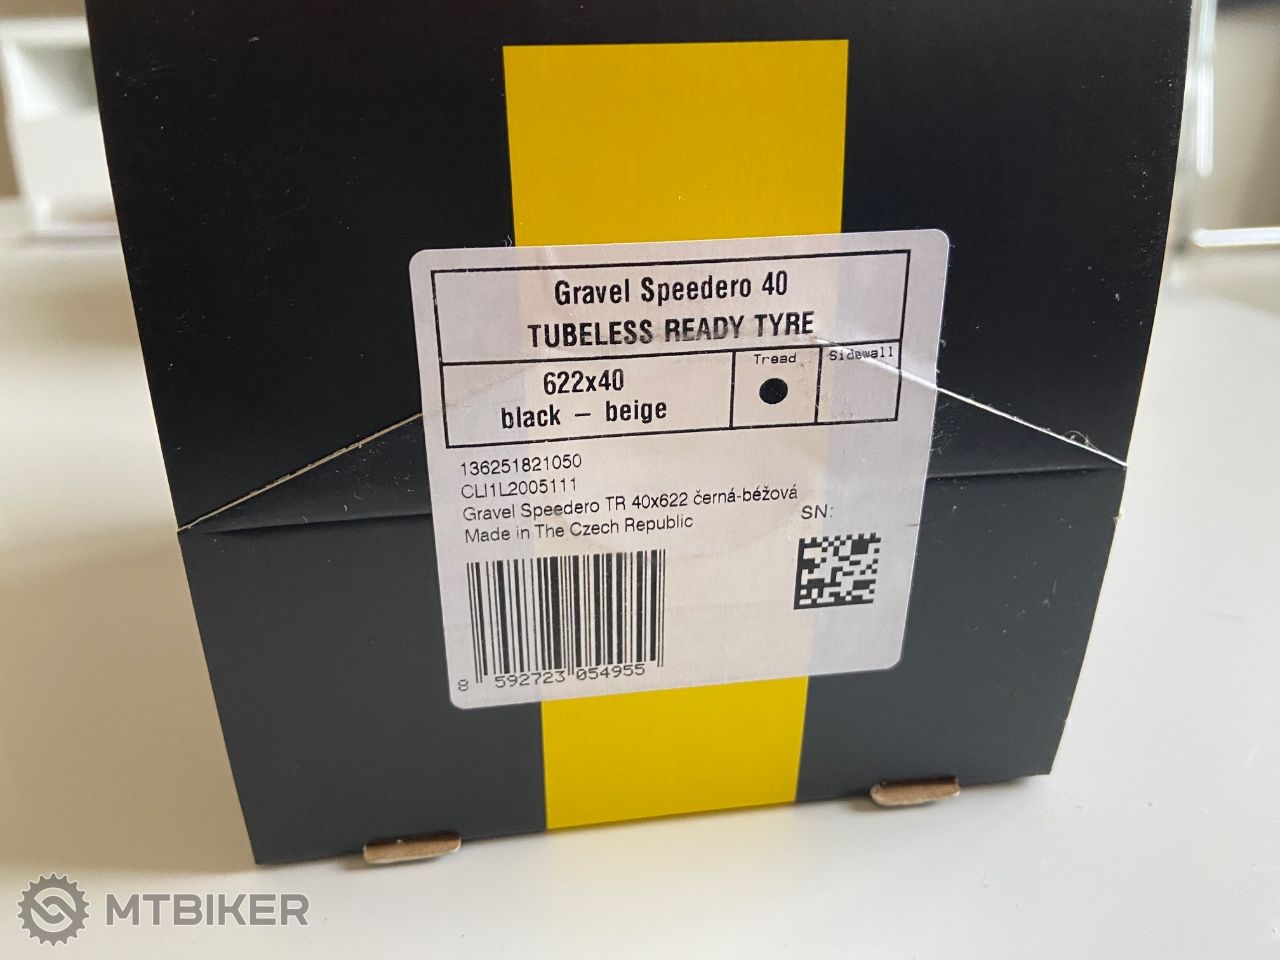 Gravel Speedero 40
TUBELESS READY TYRE
622x40
black – beige
Tread
Sidewall
136251821050
CLI1L2005111
Gravel Speedero TR 40x622 černá-béžová
Made in The Czech Republic
SN:
8 592723 054955
MTBIKER